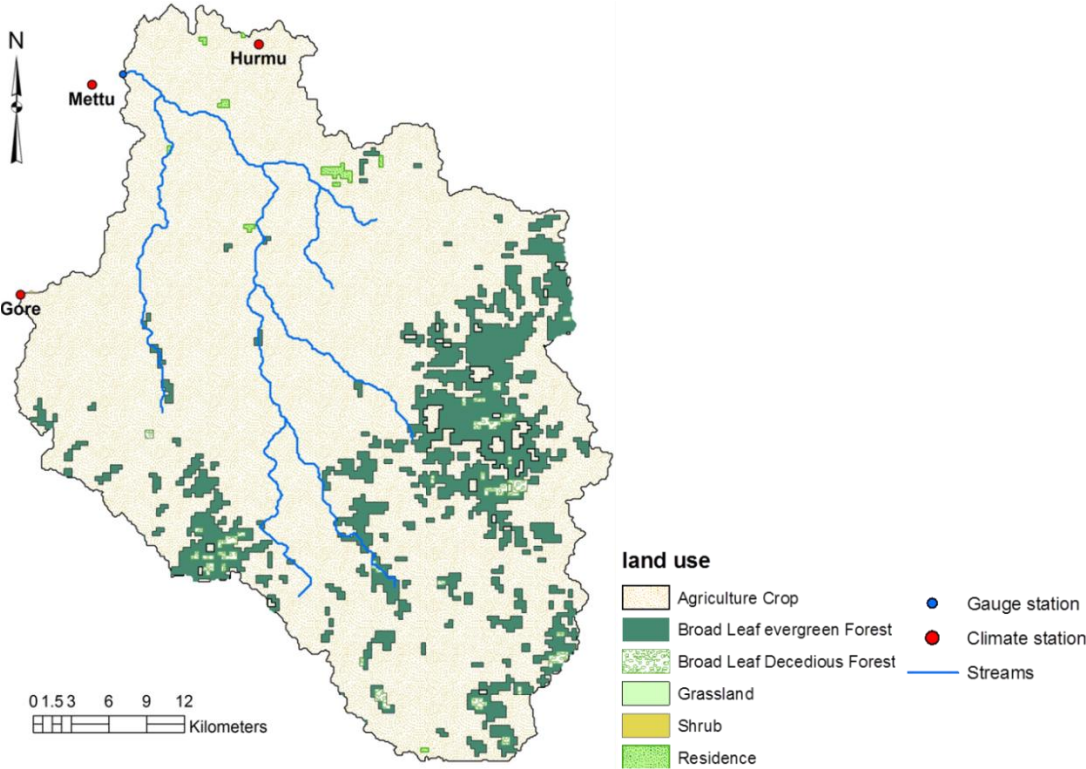 N
Hurmu
Mettu
Gore
land use
Agriculture Crop
Broad Leaf evergreen Forest
Broad Leaf Decedious Forest
Grassland
Shrub
Residence
Gauge station
Climate station
Streams
0 1.5 3 6 9 12
Kilometers